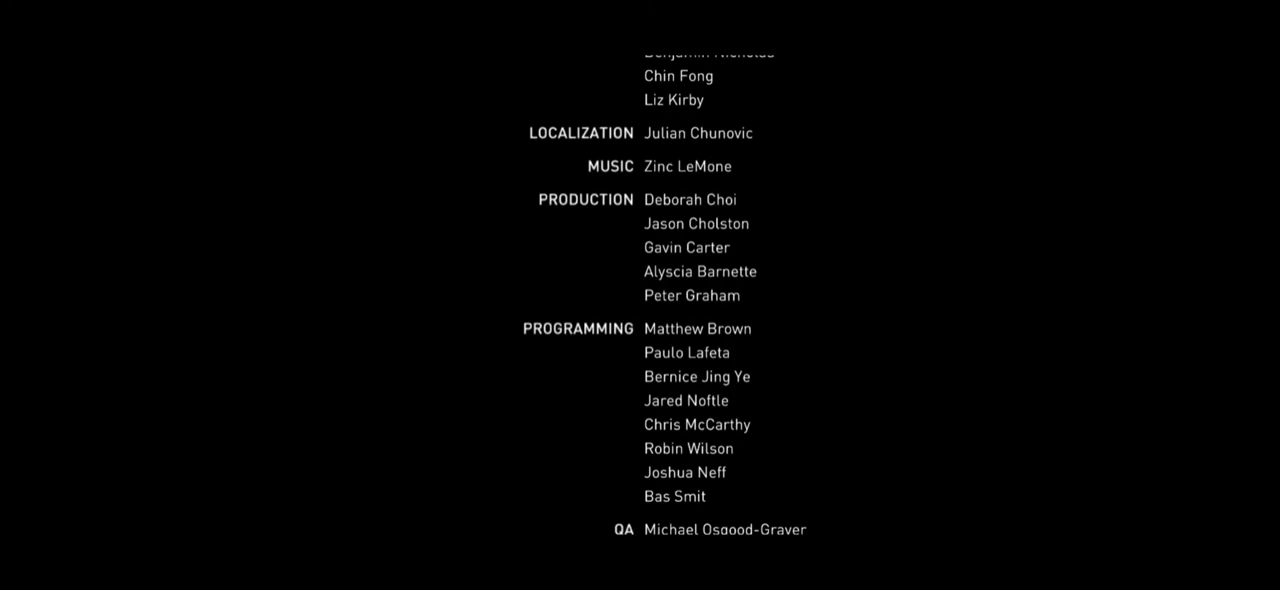 Benjamin Nicholas
Chin Fong
Liz Kirby
LOCALIZATION Julian Chunovic
MUSIC Zinc LeMone
PRODUCTION Deborah Choi
Jason Cholston
Gavin Carter
Alyscia Barnette
Peter Graham
PROGRAMMING Matthew Brown
Paulo Lafeta
Bernice Jing Ye
Jared Noftle
Chris McCarthy
Robin Wilson
Joshua Neff
Bas Smit
QA Michael Osgood-Graver